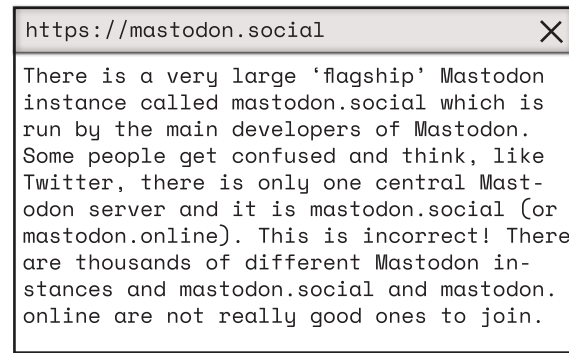 https://mastodon.social
There is a very large ‘flagship’ Mastodon
instance called mastodon.social which is
run by the main developers of Mastodon.
Some people get confused and think, like
Twitter, there is only one central Mast-
odon server and it is mastodon.social (or
mastodon.online). This is incorrect! There
are thousands of different Mastodon in-
stances and mastodon.social and mastodon.
online are not really good ones to join.